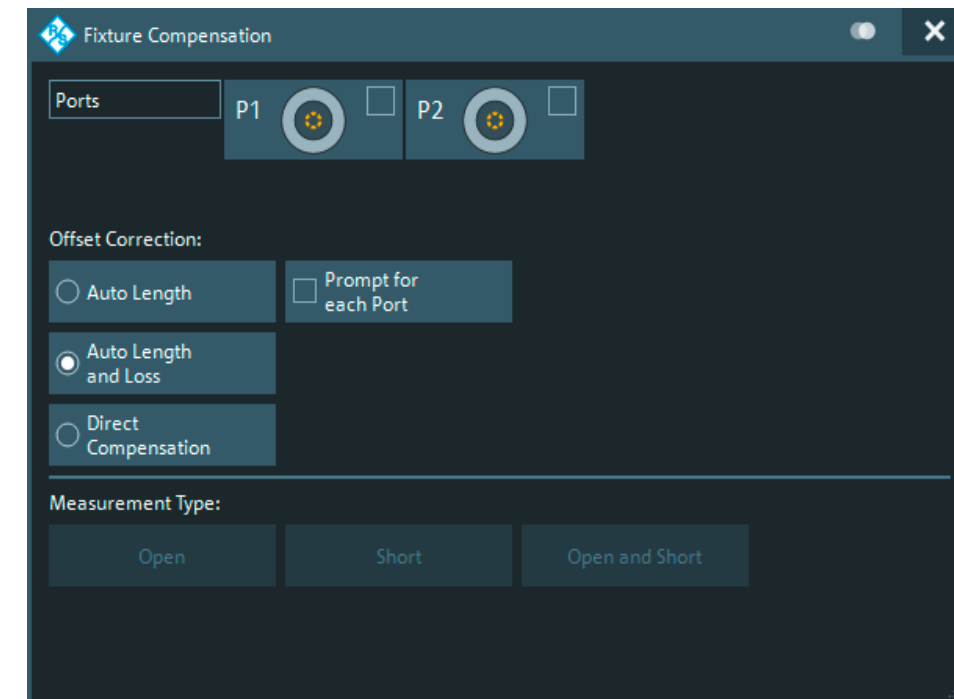 Fixture Compensation
Ports
P1
P2
Offset Correction:
Auto Length
Prompt for
each Port
Auto Length
and Loss
Direct
Compensation
Measurement Type:
Open
Short
Open and Short